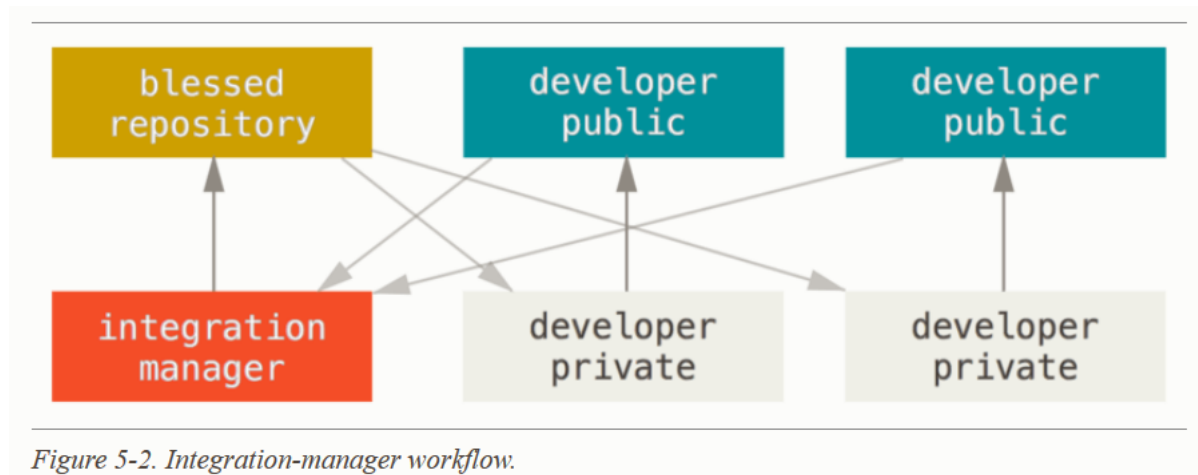 blessed
repository
developer
public
developer
public
integration
manager
developer
private
developer
private
Figure 5-2. Integration-manager workflow.